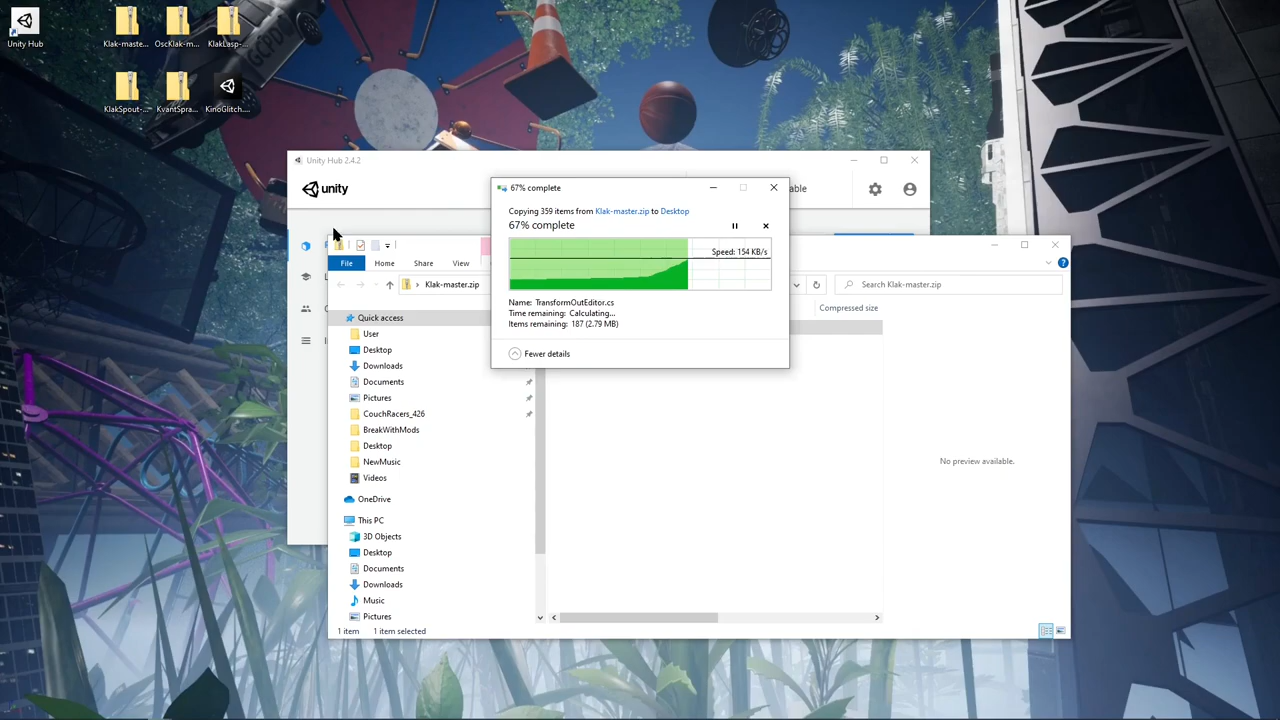 Unity Hub
Klak-maste...
OscKlak-m...
KlakLasp-...
KlakSpout-...
KvantSpra...
KinoGlitch....
GCPD
Unity Hub 2.4.2
unity
able
67% complete
Copying 359 items from Klak-master.zip to Desktop
67% complete
Speed: 154 KB/s
Name: TransformOutEditor.cs
Time remaining: Calculating...
Items remaining: 187 (2.79 MB)
Fewer details
File
Home
Share
View
Klak-master.zip
Search Klak-master.zip
Compressed size
Quick access
User
Desktop
Downloads
Documents
Pictures
CouchRacers_426
BreakWithMods
Desktop
NewMusic
Videos
OneDrive
This PC
3D Objects
Desktop
Documents
Downloads
Music
Pictures
No preview available.
1 item 1 item selected